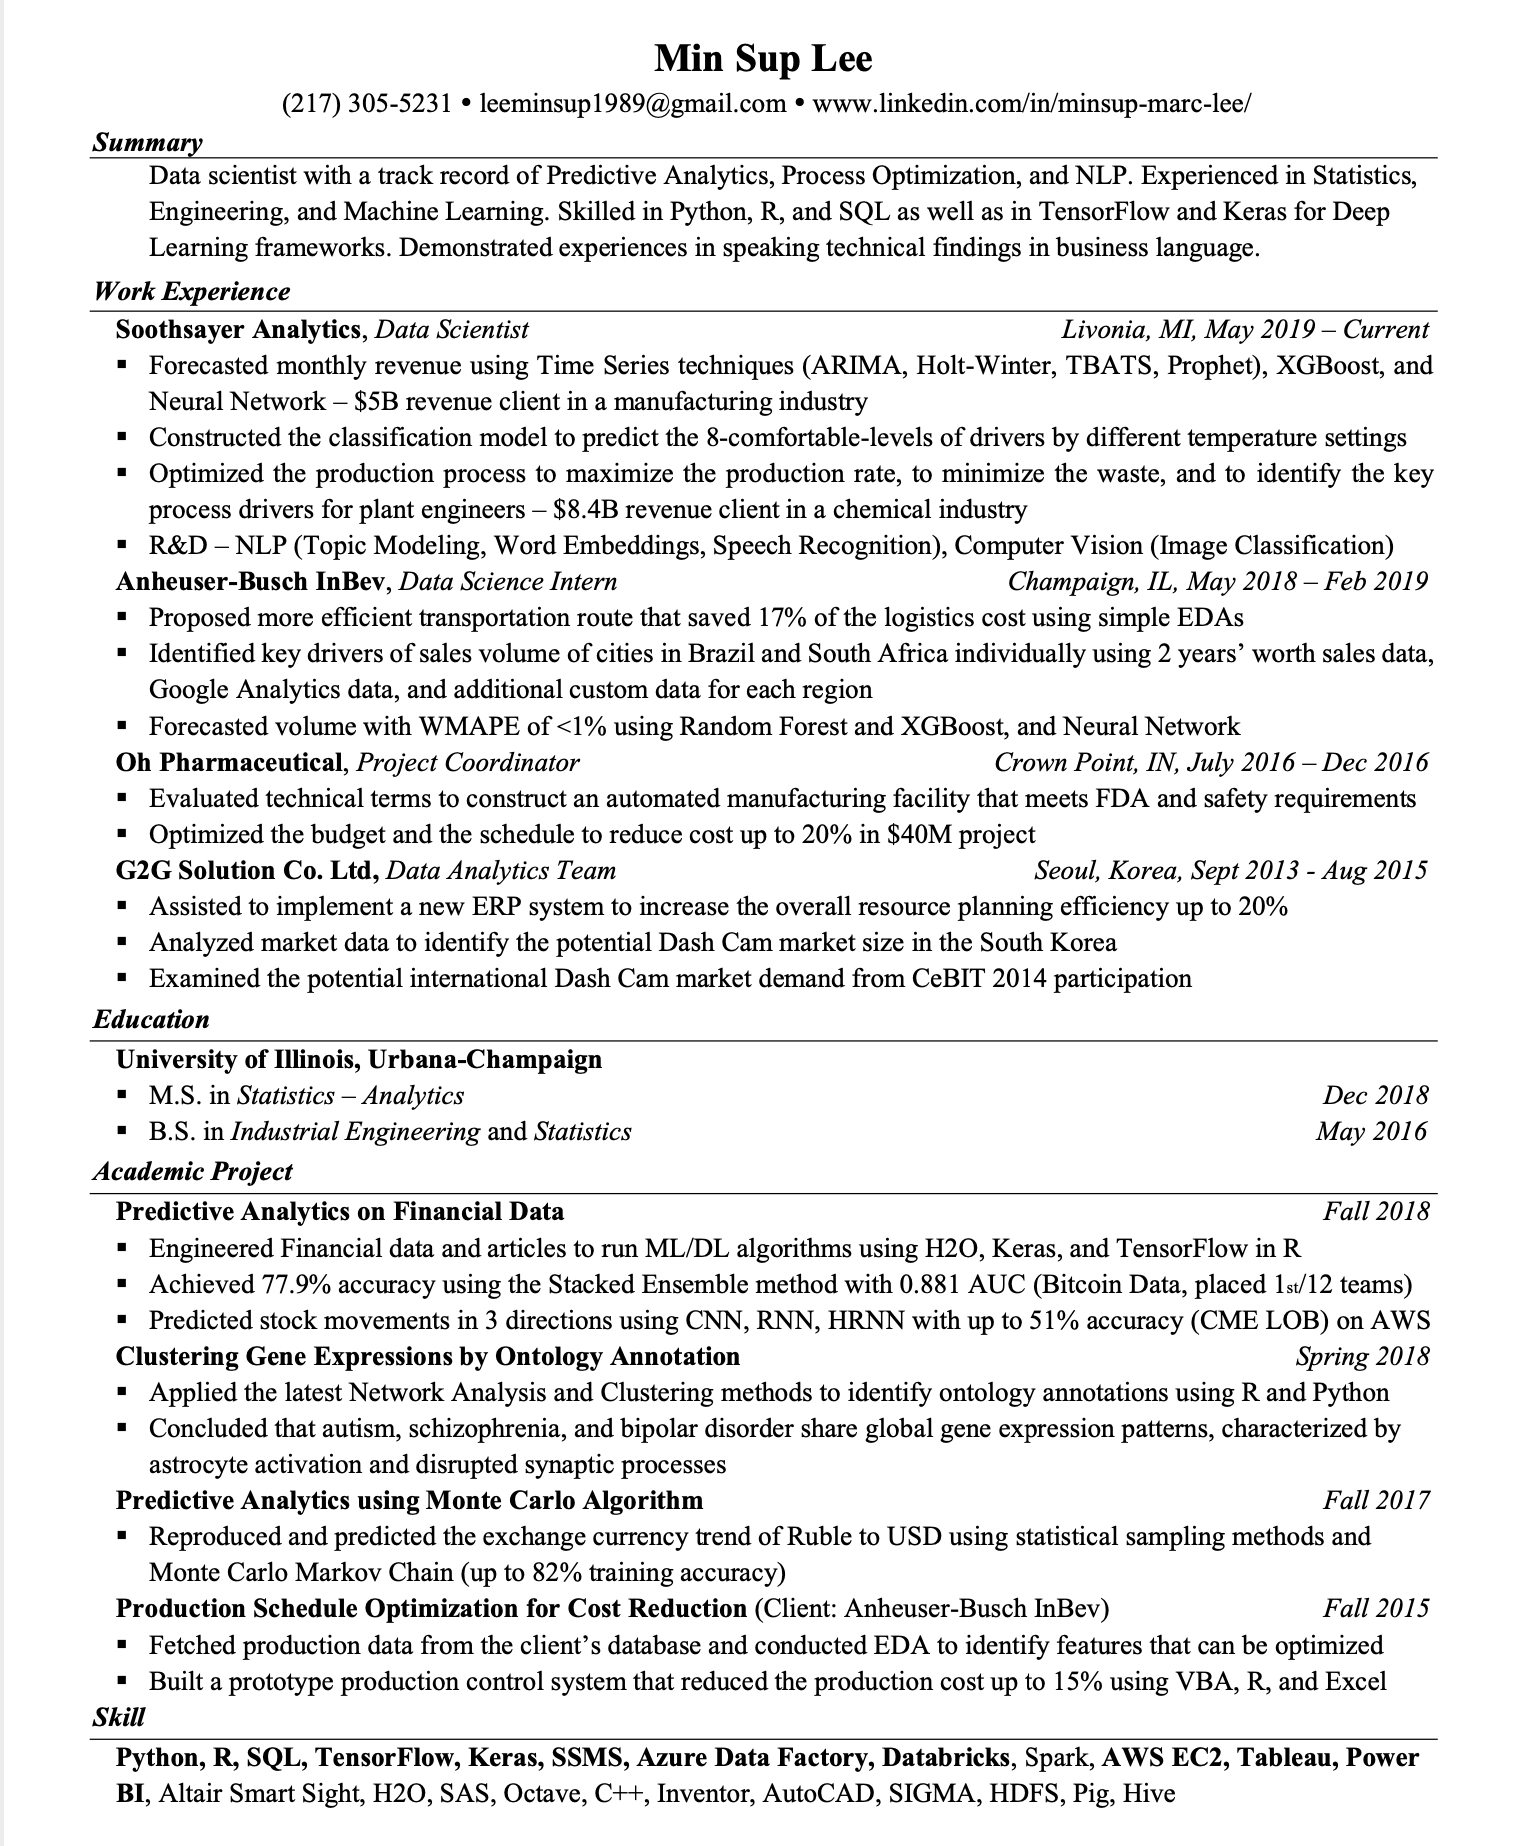 Min Sup Lee
(217) 305-5231 • leeminsup1989@gmail.com • www.linkedin.com/in/minsup-marc-lee/
Summary
Data scientist with a track record of Predictive Analytics, Process Optimization, and NLP. Experienced in Statistics,
Engineering, and Machine Learning. Skilled in Python, R, and SQL as well as in TensorFlow and Keras for Deep
Learning frameworks. Demonstrated experiences in speaking technical findings in business language.
Work Experience
Soothsayer Analytics, Data Scientist Livonia, MI, May 2019 – Current
▪ Forecasted monthly revenue using Time Series techniques (ARIMA, Holt-Winter, TBATS, Prophet), XGBoost, and
Neural Network – $5B revenue client in a manufacturing industry
▪ Constructed the classification model to predict the 8-comfortable-levels of drivers by different temperature settings
▪ Optimized the production process to maximize the production rate, to minimize the waste, and to identify the key
process drivers for plant engineers – $8.4B revenue client in a chemical industry
▪ R&D – NLP (Topic Modeling, Word Embeddings, Speech Recognition), Computer Vision (Image Classification)
Anheuser-Busch InBev, Data Science Intern Champaign, IL, May 2018 – Feb 2019
▪ Proposed more efficient transportation route that saved 17% of the logistics cost using simple EDAs
▪ Identified key drivers of sales volume of cities in Brazil and South Africa individually using 2 years’ worth sales data,
Google Analytics data, and additional custom data for each region
▪ Forecasted volume with WMAPE of <1% using Random Forest and XGBoost, and Neural Network
Oh Pharmaceutical, Project Coordinator Crown Point, IN, July 2016 – Dec 2016
▪ Evaluated technical terms to construct an automated manufacturing facility that meets FDA and safety requirements
▪ Optimized the budget and the schedule to reduce cost up to 20% in $40M project
G2G Solution Co. Ltd, Data Analytics Team Seoul, Korea, Sept 2013 - Aug 2015
▪ Assisted to implement a new ERP system to increase the overall resource planning efficiency up to 20%
▪ Analyzed market data to identify the potential Dash Cam market size in the South Korea
▪ Examined the potential international Dash Cam market demand from CeBIT 2014 participation
Education
University of Illinois, Urbana-Champaign
▪ M.S. in Statistics – Analytics Dec 2018
▪ B.S. in Industrial Engineering and Statistics May 2016
Academic Project
Predictive Analytics on Financial Data Fall 2018
▪ Engineered Financial data and articles to run ML/DL algorithms using H2O, Keras, and TensorFlow in R
▪ Achieved 77.9% accuracy using the Stacked Ensemble method with 0.881 AUC (Bitcoin Data, placed 1st/12 teams)
▪ Predicted stock movements in 3 directions using CNN, RNN, HRNN with up to 51% accuracy (CME LOB) on AWS
Clustering Gene Expressions by Ontology Annotation Spring 2018
▪ Applied the latest Network Analysis and Clustering methods to identify ontology annotations using R and Python
▪ Concluded that autism, schizophrenia, and bipolar disorder share global gene expression patterns, characterized by
astrocyte activation and disrupted synaptic processes
Predictive Analytics using Monte Carlo Algorithm Fall 2017
▪ Reproduced and predicted the exchange currency trend of Ruble to USD using statistical sampling methods and
Monte Carlo Markov Chain (up to 82% training accuracy)
Production Schedule Optimization for Cost Reduction (Client: Anheuser-Busch InBev) Fall 2015
▪ Fetched production data from the client’s database and conducted EDA to identify features that can be optimized
▪ Built a prototype production control system that reduced the production cost up to 15% using VBA, R, and Excel
Skill
Python, R, SQL, TensorFlow, Keras, SSMS, Azure Data Factory, Databricks, Spark, AWS EC2, Tableau, Power
BI, Altair Smart Sight, H2O, SAS, Octave, C++, Inventor, AutoCAD, SIGMA, HDFS, Pig, Hive